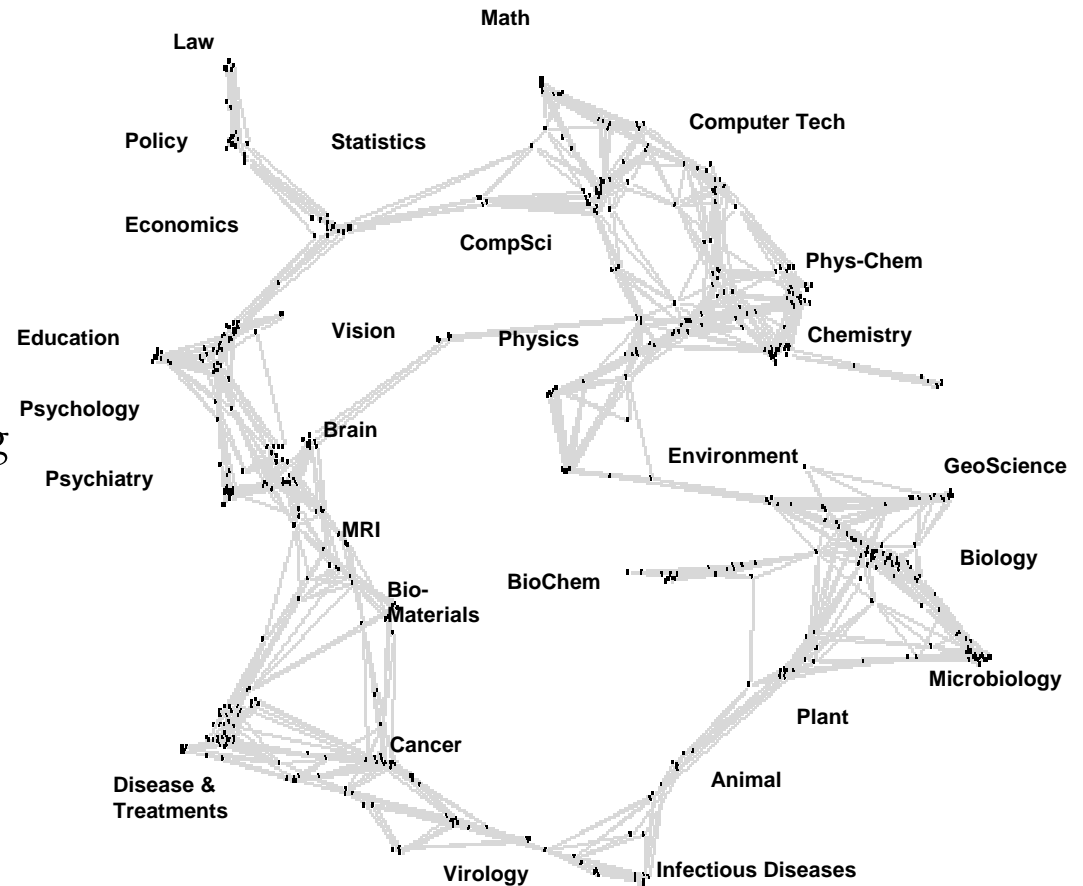 Math
Law
Computer Tech
Policy
Statistics
Economics
CompSci
Phys-Chem
Education
Vision
Physics
Chemistry
Psychology
Brain
g
Environment
GeoScience
Psychiatry
MRI
Biology
BioChem
Bio-
Materials
Microbiology
Plant
Cancer
Animal
Disease &
Treatments
Virology
Infectious Diseases